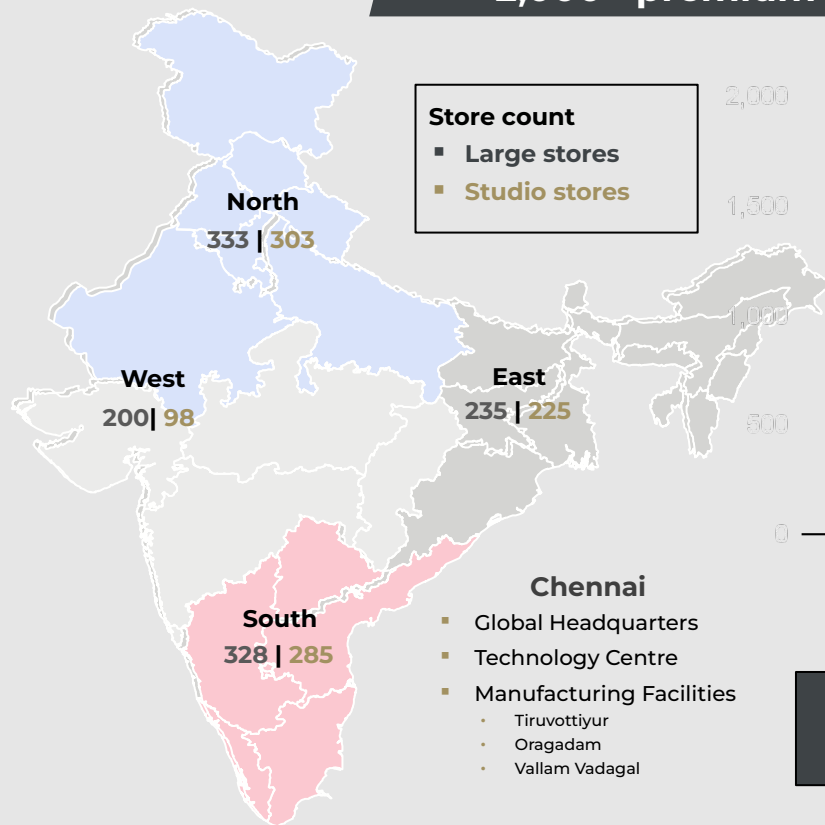 Store count
▪ Large stores
▪ Studio stores
2,000
1,500
1,000
500
0
North
333 | 303
West
200| 98
East
235 | 225
South
328 | 285
Chennai
▪ Global Headquarters
▪ Technology Centre
▪ Manufacturing Facilities
• Tiruvottiyur
• Oragadam
• Vallam Vadagal